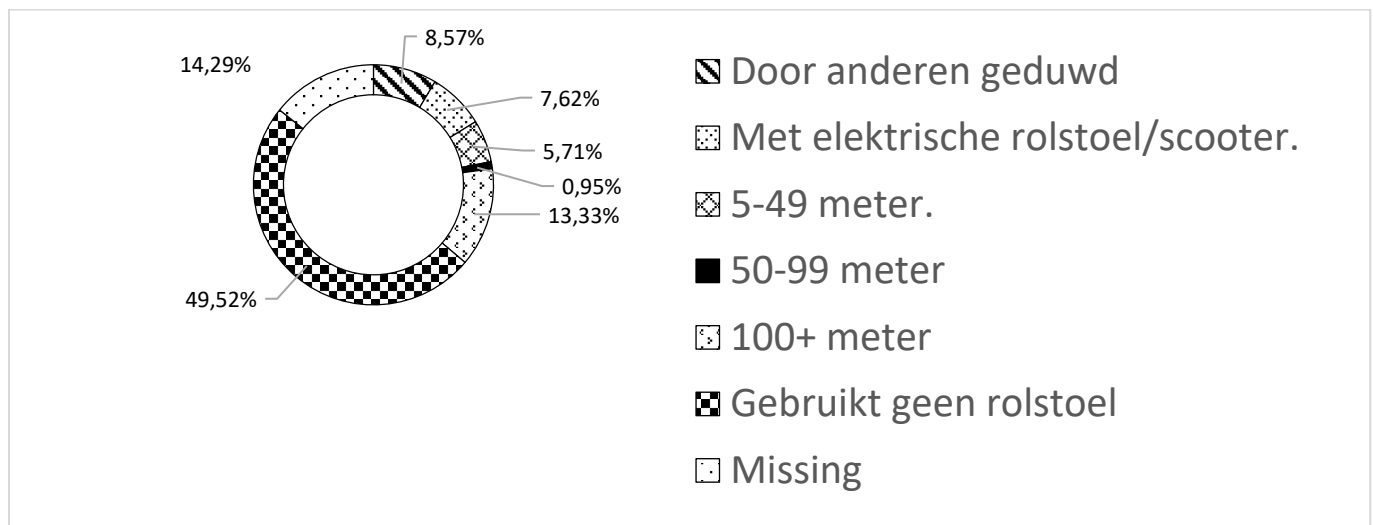 8,57%
14,29%
7,62%
5,71%
0,95%
13,33%
49,52%
Door anderen geduwd
Met elektrische rolstoel/scooter.
5-49 meter.
50-99 meter
100+ meter
Gebruikt geen rolstoel
Missing